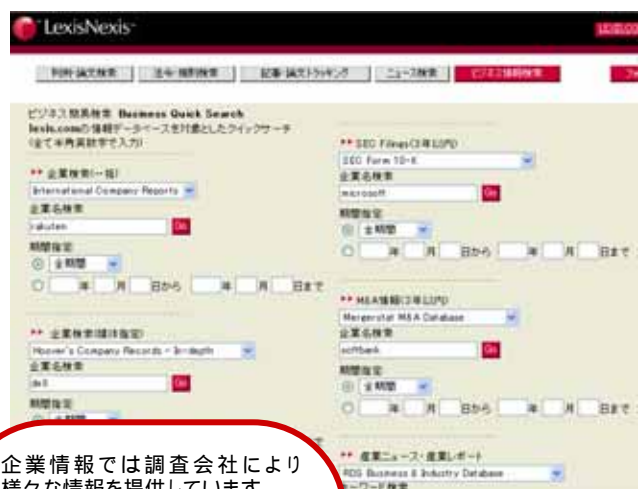 LexisNexis
判例・論文検索
法令・規制検索
記事・論文トラッキング
ニュース検索
ビジネス情報検索
ビジネス簡易検索 Business Quick Search
lexis.comの情報データベースを対象としたクイックサーチ
(全て半角英数字で入力)
** 企業検索(一括)
International Company Reports
企業名検索
rakuten
Go
期間指定
全期間
年 月 日から 年 月 日まで
** 企業検索(媒体指定)
Hoover's Company Records - In-depth
企業名検索
dell
Go
期間指定
全期間
** SEC Filings(3年以内)
SEC Form 10-K
企業名検索
microsoft
Go
期間指定
全期間
年 月 日から 年 月 日まで
** M&A情報(3年以内)
Mergerstat M&A Database
企業名検索
softbank
Go
期間指定
全期間
年 月 日から 年 月 日まで
** 産業ニュース・産業レポート
RDS Business & Industry Database
キーワード検索
企業情報では調査会社により
様々な情報を提供しています